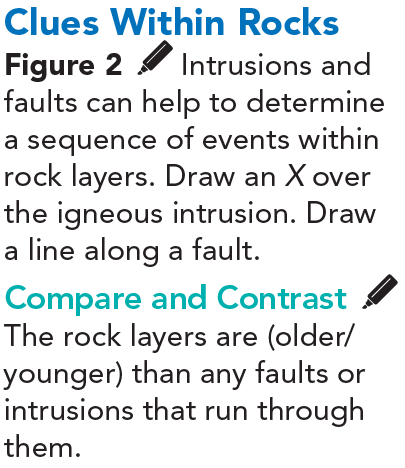 Clues Within Rocks
Figure 2 Intrusions and
faults can help to determine
a sequence of events within
rock layers. Draw an X over
the igneous intrusion. Draw
a line along a fault.
Compare and Contrast
The rock layers are (older/
younger) than any faults or
intrusions that run through
them.